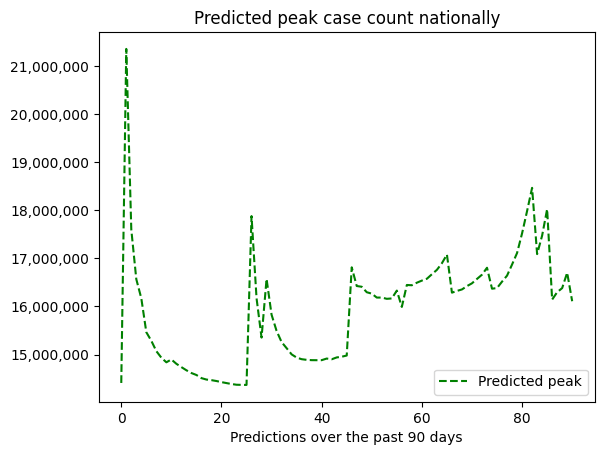 Predicted peak case count nationally
21,000,000
20,000,000
19,000,000
18,000,000
17,000,000
16,000,000
15,000,000
0 20 40 60 80
Predicted peak
Predictions over the past 90 days